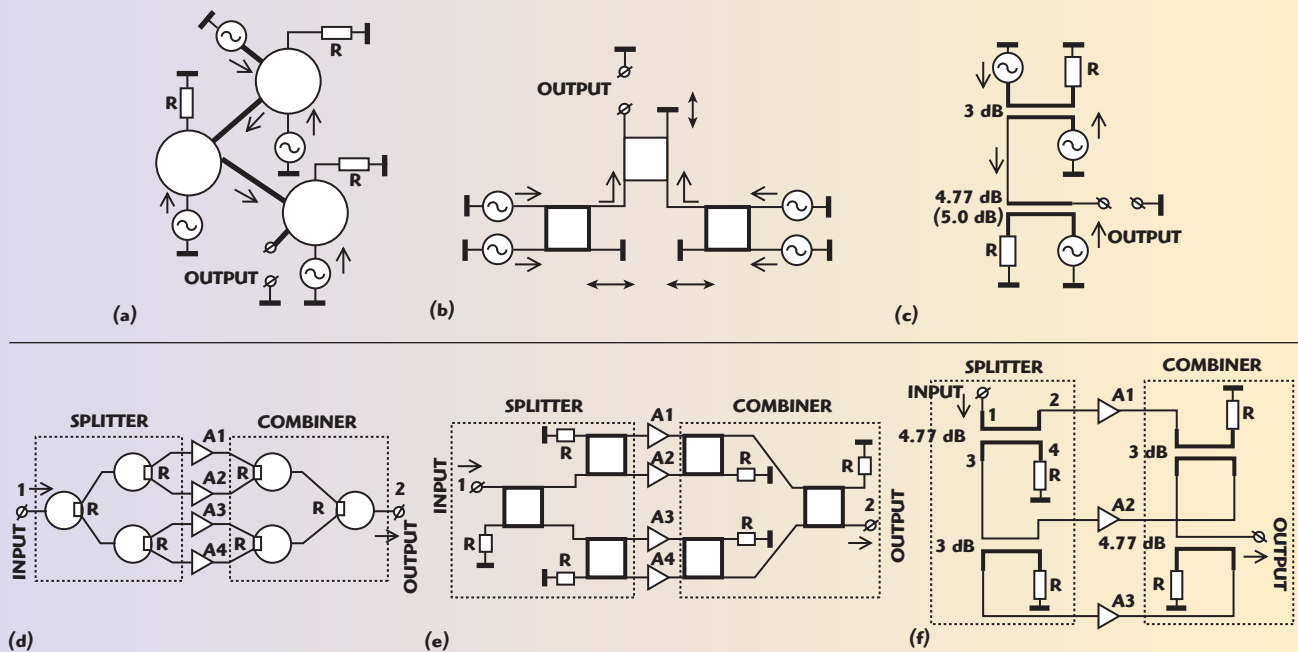 R
R
R
OUTPUT
(a)
OUTPUT
(b)
3 dB
R
4.77 dB
(5.0 dB)
R
OUTPUT
(c)
SPLITTER
COMBINER
1
INPUT
R
R
R
A1
A2
A3
A4
R
R
R
2
OUTPUT
(d)
SPLITTER
COMBINER
INPUT
1
R
R
R
A1
A2
A3
A4
R
R
R
2
OUTPUT
(e)
SPLITTER
COMBINER
INPUT
1
2
4.77 dB
3
4
R
3 dB
R
A1
A2
A3
R
3 dB
4.77 dB
R
OUTPUT
(f)